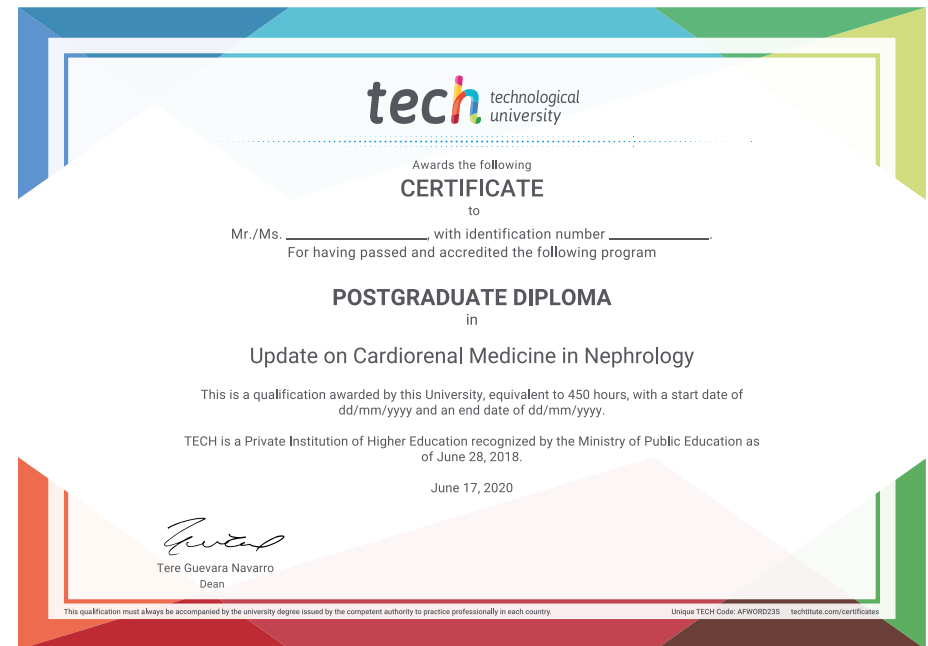 tech technological
university
Awards the following
CERTIFICATE
to
Mr./Ms. ____________________, with identification number ______________.
For having passed and accredited the following program
POSTGRADUATE DIPLOMA
in
Update on Cardiorenal Medicine in Nephrology
This is a qualification awarded by this University, equivalent to 450 hours, with a start date of
dd/mm/yyyy and an end date of dd/mm/yyyy.
TECH is a Private Institution of Higher Education recognized by the Ministry of Public Education as
of June 28, 2018.
June 17, 2020
Tere Guevara Navarro
Dean
This qualification must always be accompanied by the university degree issued by the competent authority to practice professionally in each country.
Unique TECH Code: AFWORD23S techtitute.com/certificates